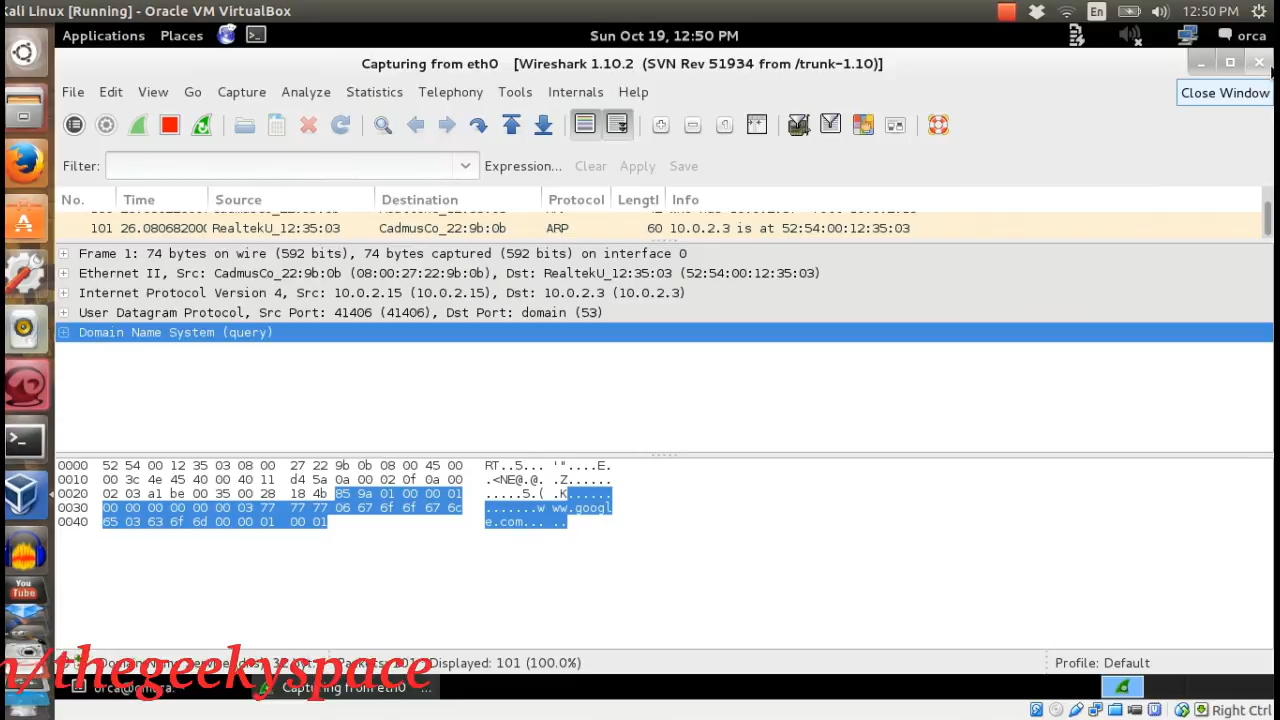 Kali Linux [Running] - Oracle VM VirtualBox
En
12:50 PM
Applications Places
Sun Oct 19, 12:50 PM
orca
Capturing from eth0 [Wireshark 1.10.2 (SVN Rev 51934 from /trunk-1.10)]
Close Window
File Edit View Go Capture Analyze Statistics Telephony Tools Internals Help
Filter: Expression... Clear Apply Save
No. Time Source Destination Protocol Lengtl Info
101 26.080682000 RealtekU_12:35:03 CadmusCo_22:9b:0b ARP 60 10.0.2.3 is at 52:54:00:12:35:03
Frame 1: 74 bytes on wire (592 bits), 74 bytes captured (592 bits) on interface 0
Ethernet II, Src: CadmusCo_22:9b:0b (08:00:27:22:9b:0b), Dst: RealtekU_12:35:03 (52:54:00:12:35:03)
Internet Protocol Version 4, Src: 10.0.2.15 (10.0.2.15), Dst: 10.0.2.3 (10.0.2.3)
User Datagram Protocol, Src Port: 41406 (41406), Dst Port: domain (53)
Domain Name System (query)
0000 52 54 00 12 35 03 08 00 27 22 9b 0b 08 00 45 00 RT..5... '"....E.
0010 00 3c 4e 45 40 00 40 11 d4 5a 0a 00 02 0f 0a 00 .<NE@.@. .Z......
0020 02 03 a1 be 00 35 00 28 18 4b 85 9a 01 00 00 01 .....5.( .K......
0030 00 00 00 00 00 00 03 77 77 77 06 67 6f 6f 67 6c .......w ww.googl
0040 65 03 63 6f 6d 00 00 01 00 01 e.com... ..
Displayed: 101 (100.0%)
Profile: Default
n/thegeekyspace
Capturing from eth0 ...
You
Tube
Right Ctrl